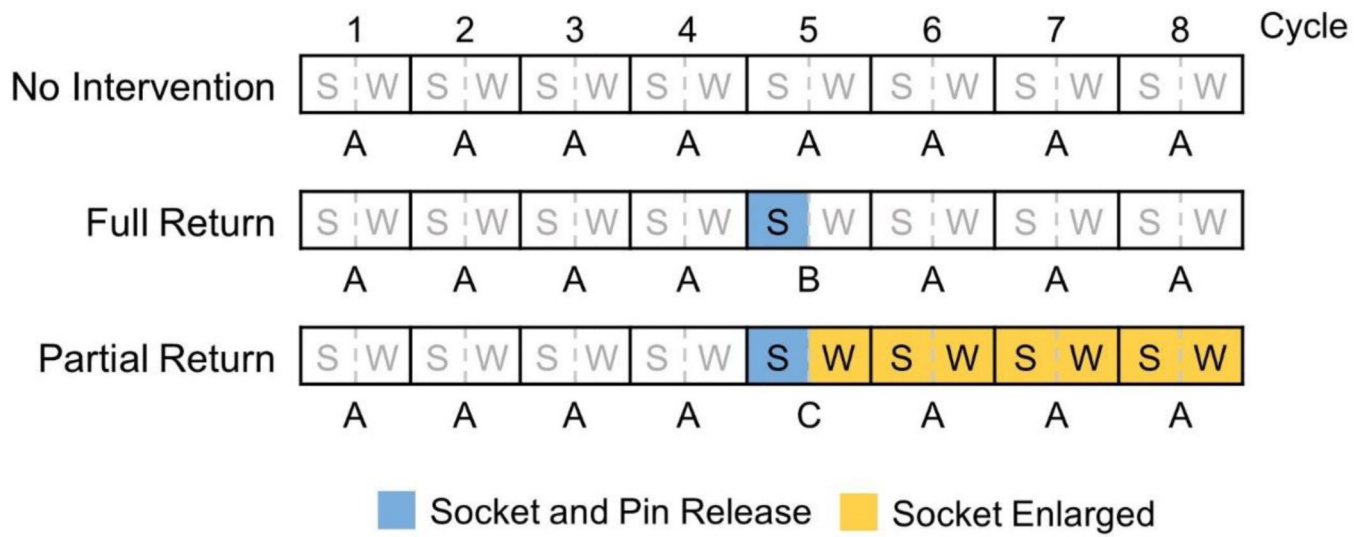 1 2 3 4 5 6 7 8 Cycle
No Intervention S W S W S W S W S W S W S W S W
A A A A A A A A
Full Return S W S W S W S W S W S W S W S W
A A A A B A A A
Partial Return S W S W S W S W S W S W S W S W
A A A A C A A A
Socket and Pin Release Socket Enlarged